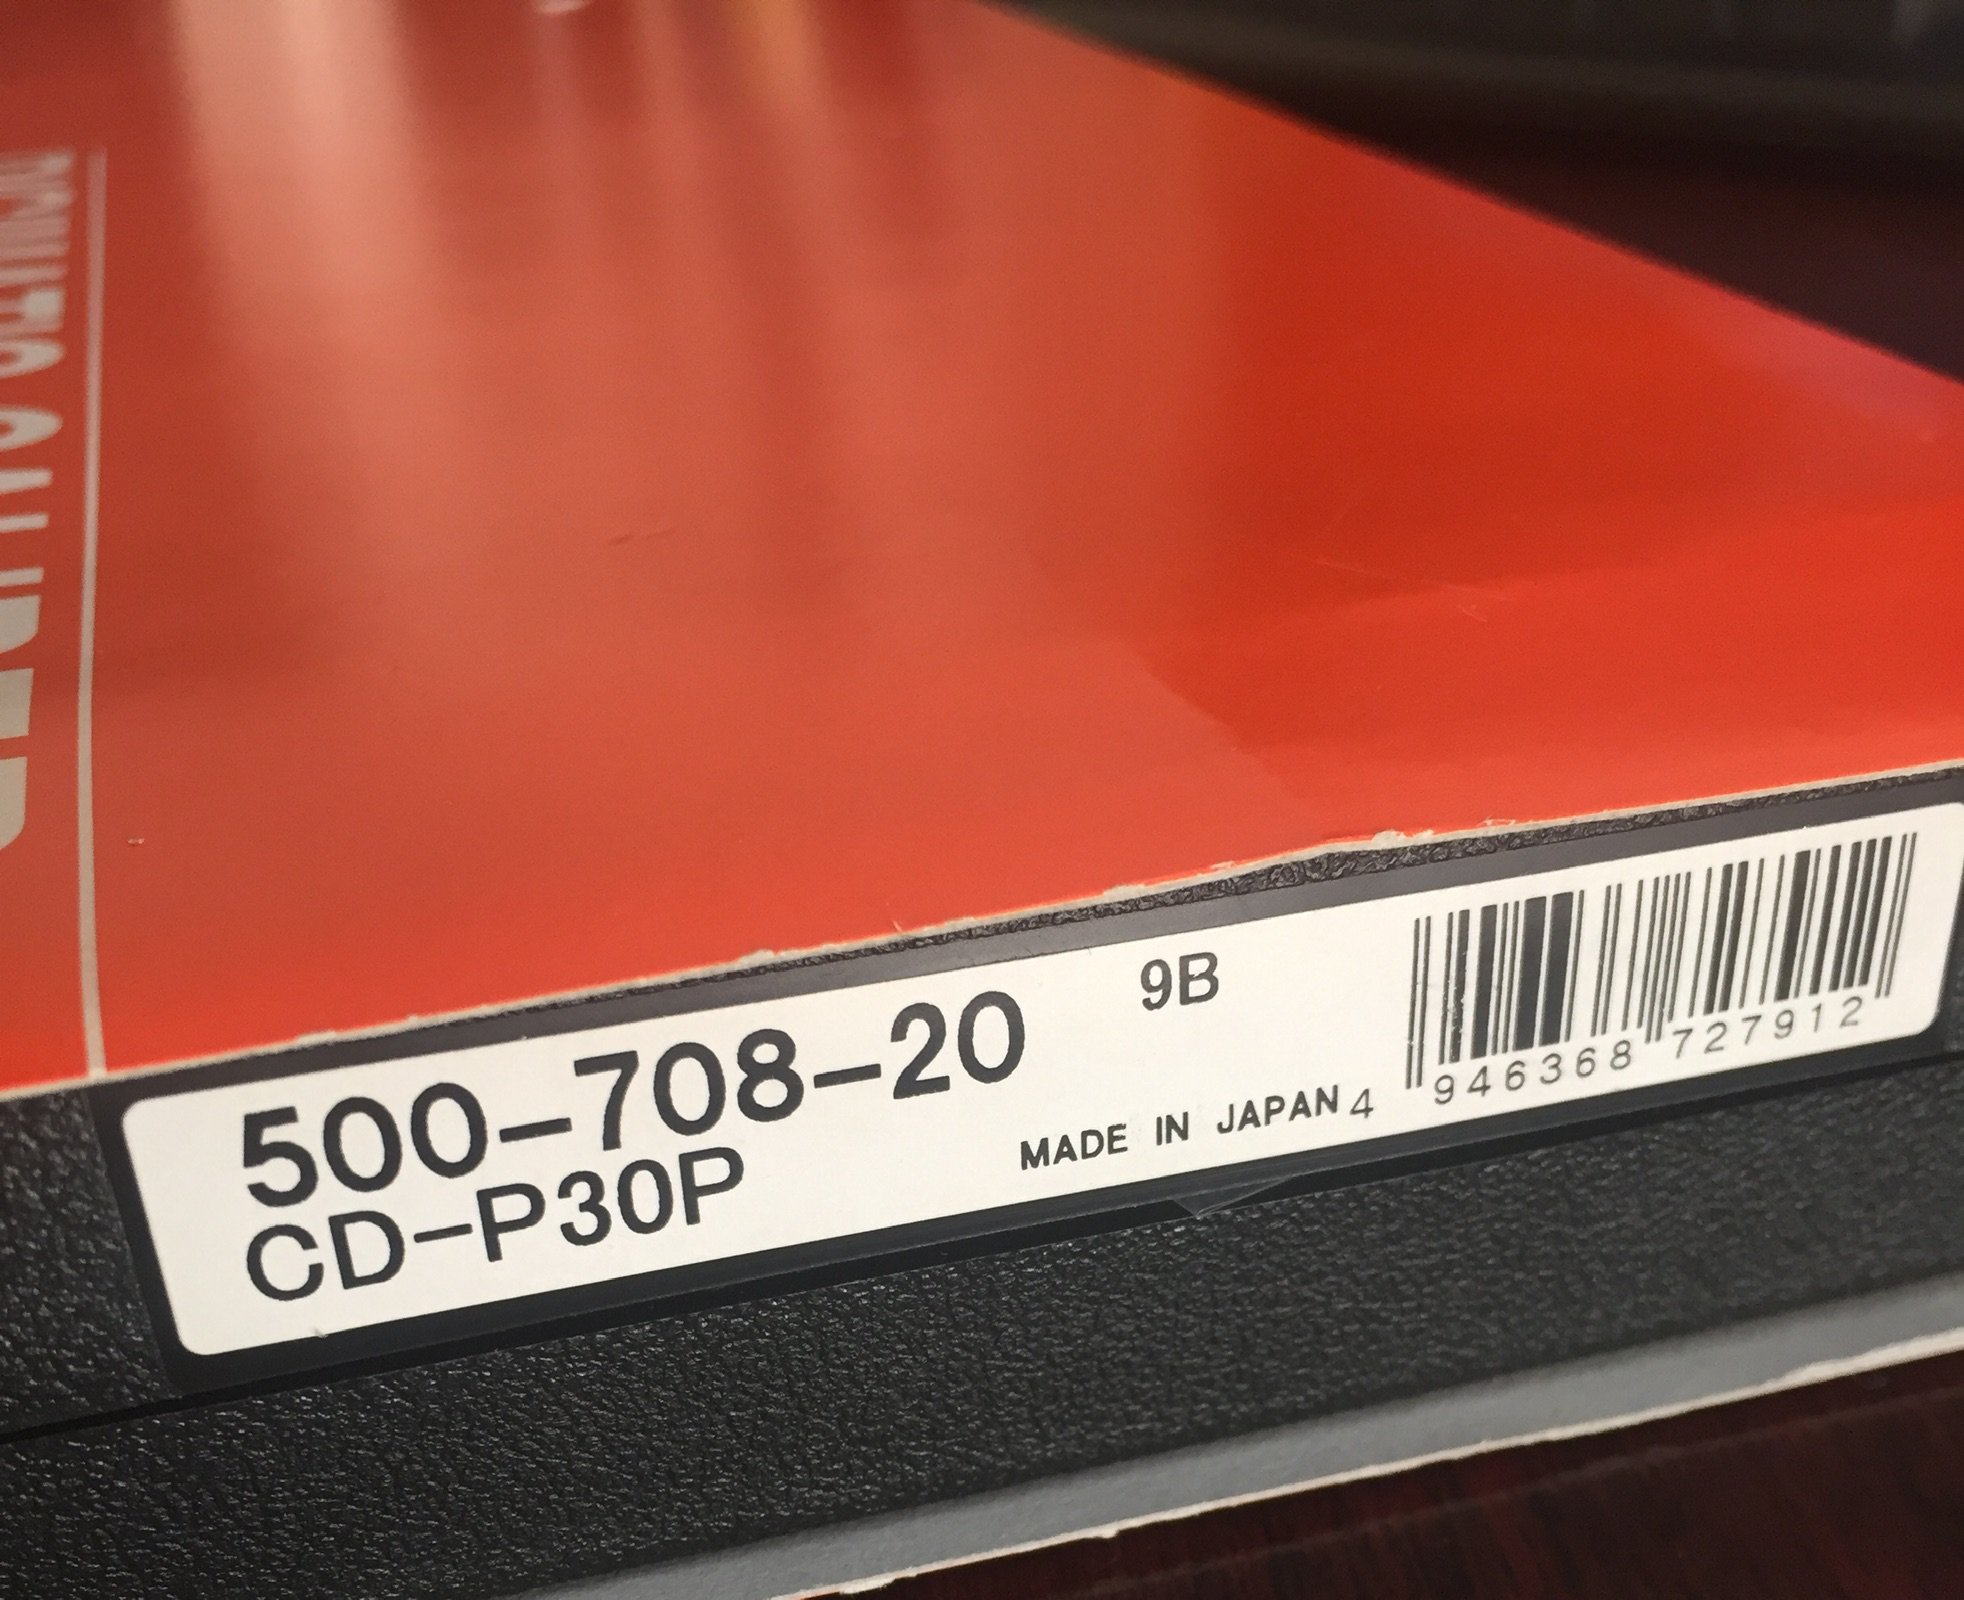 500-708-20
9B
CD-P30P
MADE IN JAPAN
4 946368 727912